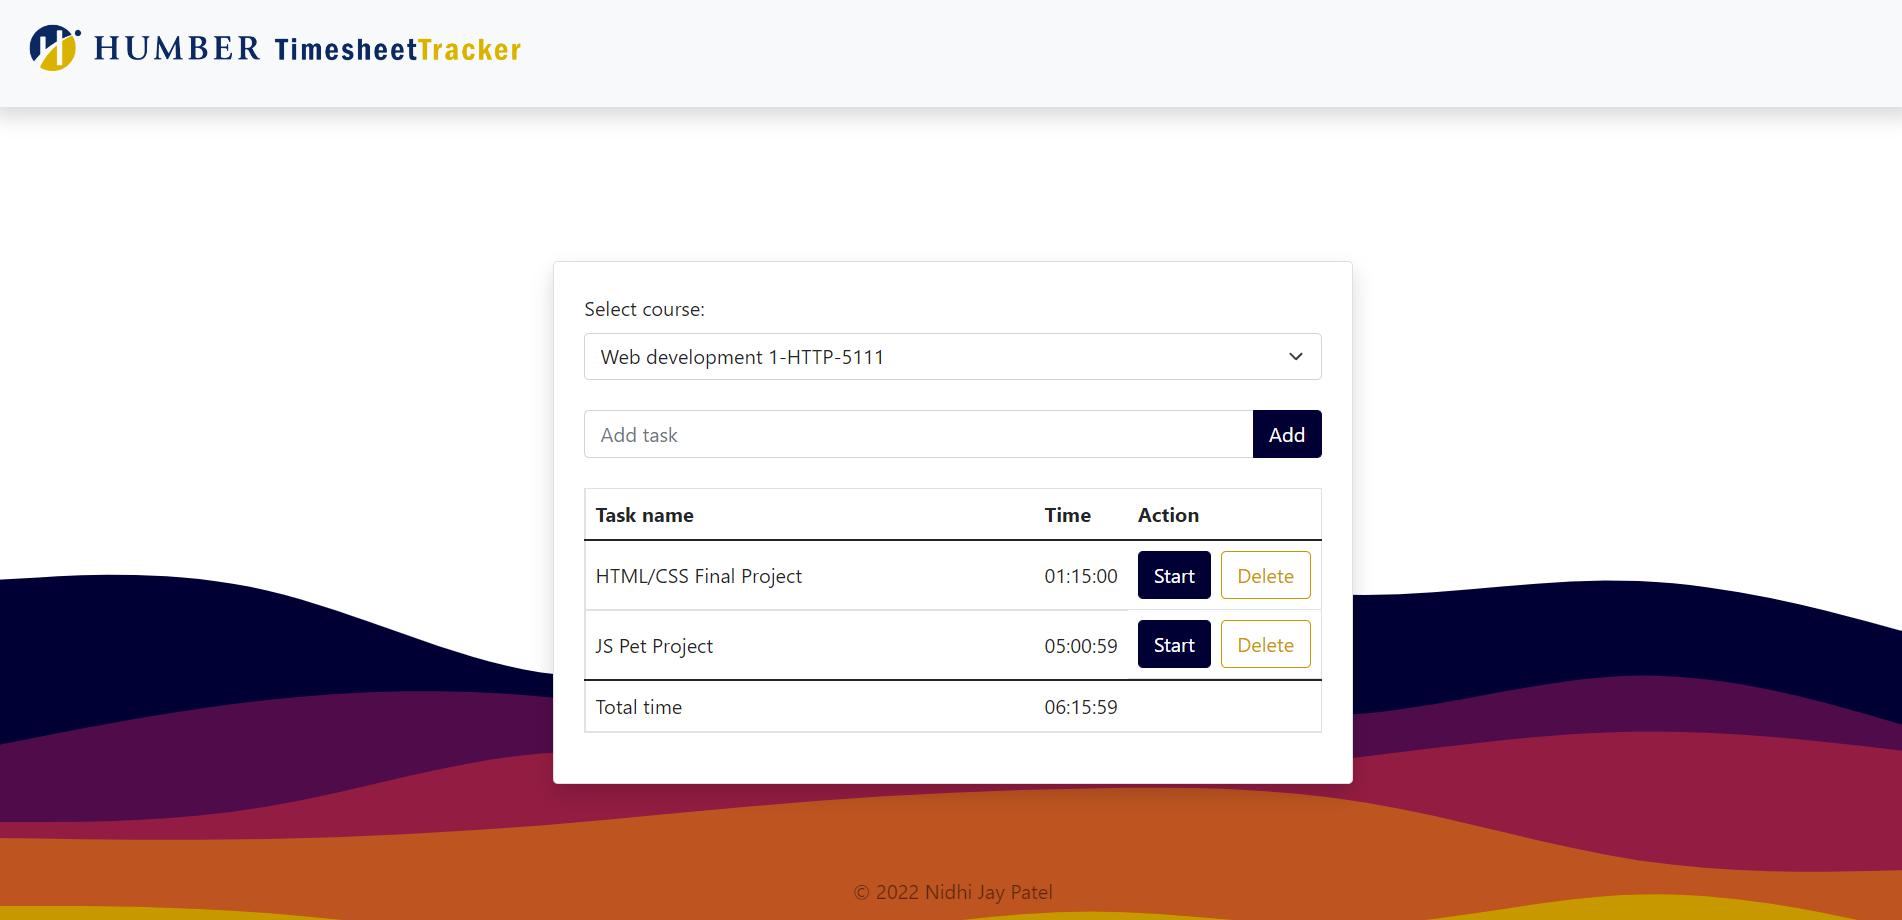 HUMBER TimesheetTracker
Select course:
Web development 1-HTTP-5111
Add task
Add
Task name Time Action
HTML/CSS Final Project 01:15:00 Start Delete
JS Pet Project 05:00:59 Start Delete
Total time 06:15:59
© 2022 Nidhi Jay Patel